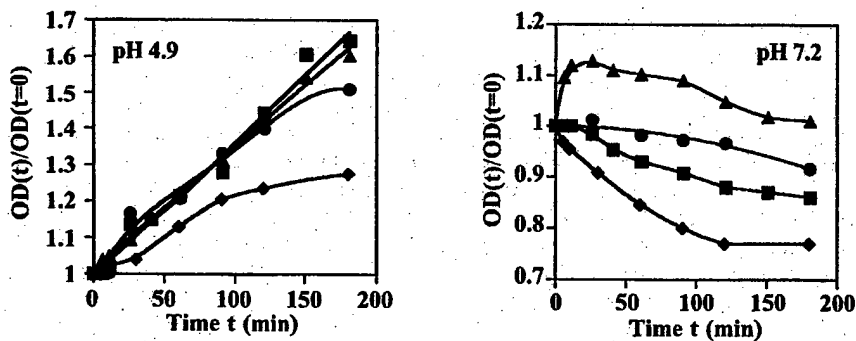 OD(t)/OD(t=0)
1.7
1.6
1.5
1.4
1.3
1.2
1.1
1
pH 4.9
0 50 100 150 200
Time t (min)
OD(t)/OD(t=0)
1.2
1.1
1
0.9
0.8
0.7
pH 7.2
0 50 100 150 200
Time t (min)